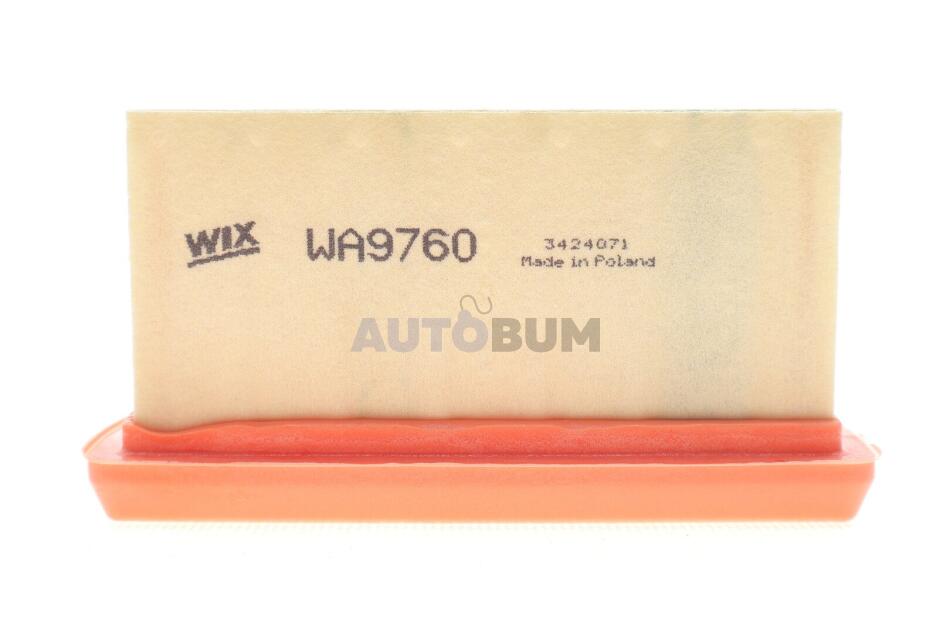 WIX WA9760 3424071
Made in Poland
AUTOBUM